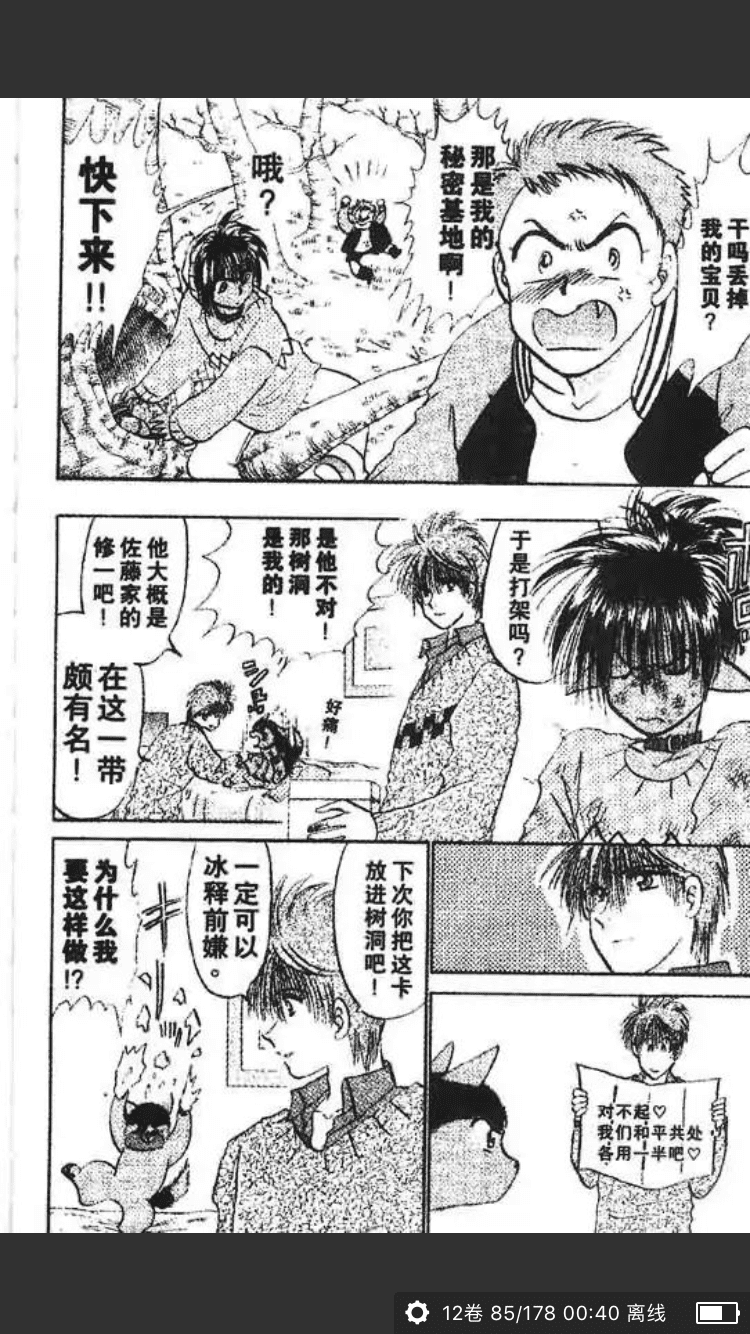 干吗丢掉
我的宝贝？
那是我的
秘密基地啊！
哦？
快下来！！
于是打架吗？
是他不对！
那树洞
是我的！
好痛！
他大概是
佐藤家的
修一吧！
在这一带
颇有名！
下次你把这卡
放进树洞吧！
一定可以
冰释前嫌。
为什么我
要这样做！？
对不起♡
我们和平共处
各用一半吧♡
12卷 85/178 00:40 离线